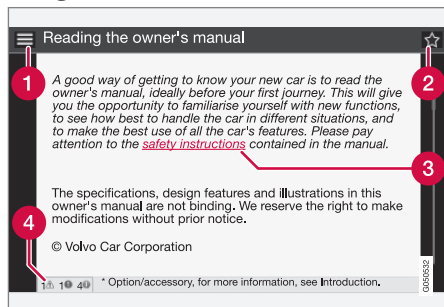 Reading the owner's manual
1
2
A good way of getting to know your new car is to read the
owner's manual, ideally before your first journey. This will give
you the opportunity to familiarise yourself with new functions,
to see how best to handle the car in different situations, and
to make the best use of all the car's features. Please pay
attention to the safety instructions contained in the manual.
3
The specifications, design features and illustrations in this
owner's manual are not binding. We reserve the right to make
modifications without prior notice.
4
© Volvo Car Corporation
1 1 4 * Option/accessory, for more information, see Introduction.
G050532